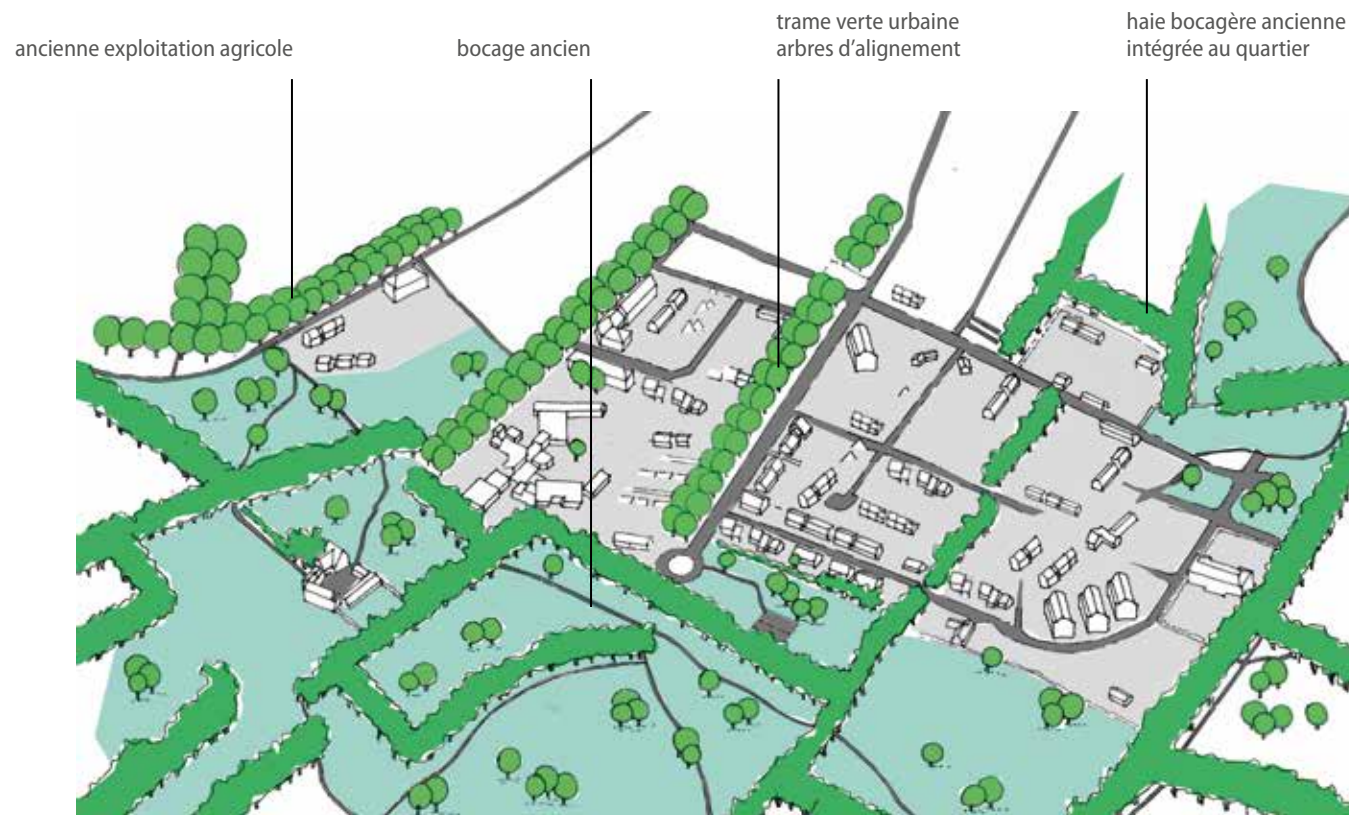 ancienne exploitation agricole
bocage ancien
trame verte urbaine
arbres d’alignement
haie bocagère ancienne
intégrée au quartier